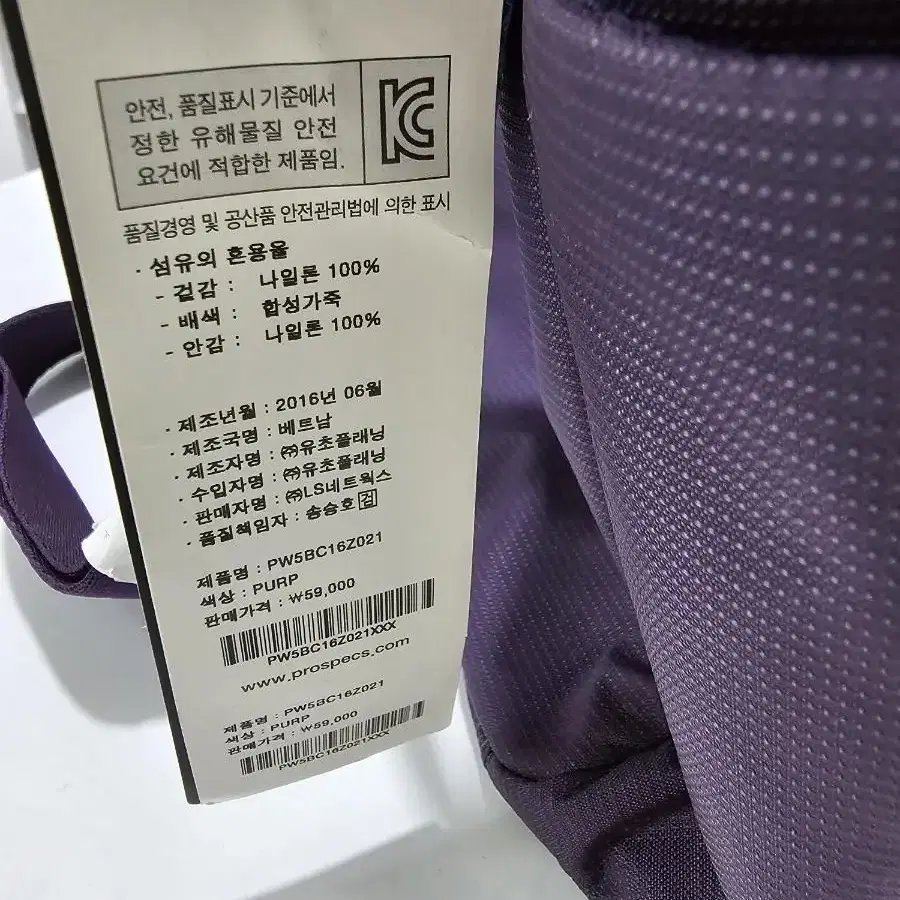 안전, 품질표시 기준에서
정한 유해물질 안전
요건에 적합한 제품임.
품질경영 및 공산품 안전관리법에 의한 표시
· 섬유의 혼용율
- 겉감 : 나일론 100%
- 배색 : 합성가죽
- 안감 : 나일론 100%
· 제조년월 : 2016년 06월
· 제조국명 : 베트남
· 제조자명 : ㈜유초플래닝
· 수입자명 : ㈜유초플래닝
· 판매자명 : ㈜LS네트웍스
· 품질책임자 : 송승호 검
제품명 : PW5BC16Z021
색상 : PURP
판매가격 : ₩59,000
PW5BC16Z021XXX
www.prospecs.com
제품명 : PW5BC16Z021
색상 : PURP
판매가격 : ₩59,000
PW5BC16Z021XXX